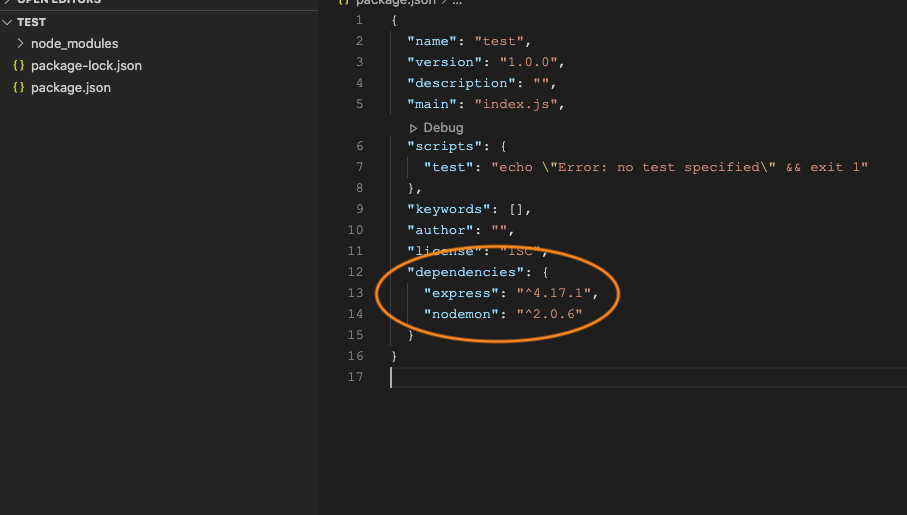 OPEN EDITORS
TEST
node_modules
{} package-lock.json
{} package.json
{} package.json > ...
1 {
2 "name": "test",
3 "version": "1.0.0",
4 "description": "",
5 "main": "index.js",
Debug
6 "scripts": {
7 "test": "echo \"Error: no test specified\" && exit 1"
8 },
9 "keywords": [],
10 "author": "",
11 "license": "ISC",
12 "dependencies": {
13 "express": "^4.17.1",
14 "nodemon": "^2.0.6"
15 }
16 }
17